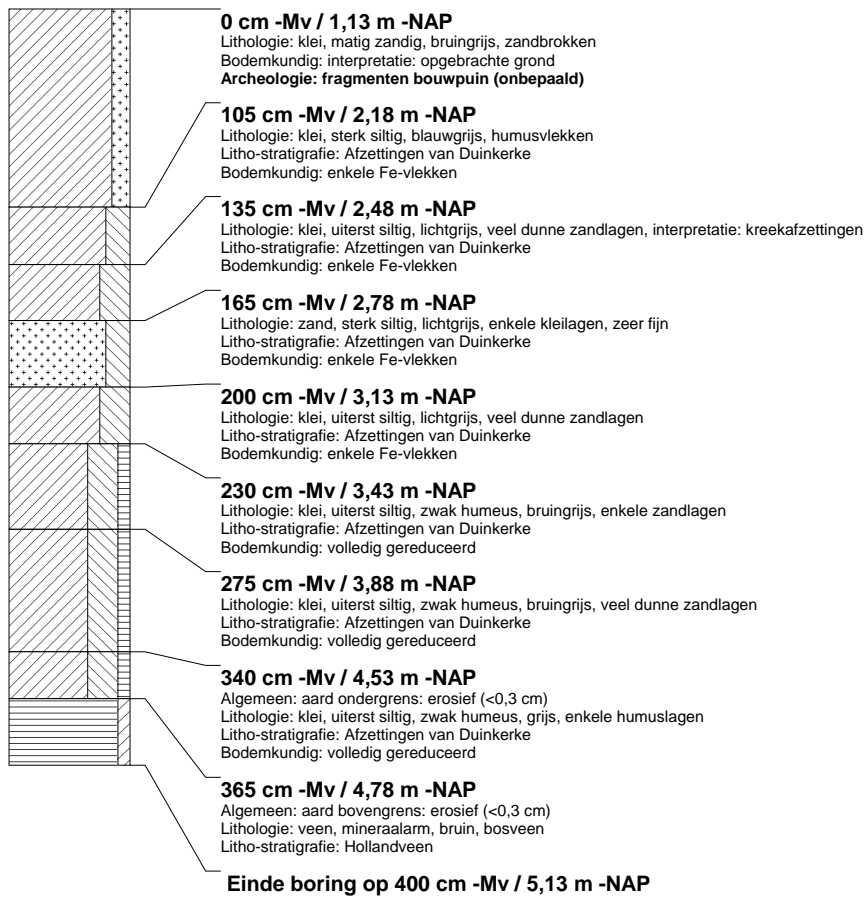 0 cm -Mv / 1,13 m -NAP
Lithologie: klei, matig zandig, bruingrijs, zandbrokken
Bodemkundig: interpretatie: opgebrachte grond
Archeologie: fragmenten bouwpuin (onbepaald)
105 cm -Mv / 2,18 m -NAP
Lithologie: klei, sterk siltig, blauwgrijs, humusvlekken
Litho-stratigrafie: Afzettingen van Duinkerke
Bodemkundig: enkele Fe-vlekken
135 cm -Mv / 2,48 m -NAP
Lithologie: klei, uiterst siltig, lichtgrijs, veel dunne zandlagen, interpretatie: kreekafzettingen
Litho-stratigrafie: Afzettingen van Duinkerke
Bodemkundig: enkele Fe-vlekken
165 cm -Mv / 2,78 m -NAP
Lithologie: zand, sterk siltig, lichtgrijs, enkele kleilagen, zeer fijn
Litho-stratigrafie: Afzettingen van Duinkerke
Bodemkundig: enkele Fe-vlekken
200 cm -Mv / 3,13 m -NAP
Lithologie: klei, uiterst siltig, lichtgrijs, veel dunne zandlagen
Litho-stratigrafie: Afzettingen van Duinkerke
Bodemkundig: enkele Fe-vlekken
230 cm -Mv / 3,43 m -NAP
Lithologie: klei, uiterst siltig, zwak humeus, bruingrijs, enkele zandlagen
Litho-stratigrafie: Afzettingen van Duinkerke
Bodemkundig: volledig gereduceerd
275 cm -Mv / 3,88 m -NAP
Lithologie: klei, uiterst siltig, zwak humeus, bruingrijs, veel dunne zandlagen
Litho-stratigrafie: Afzettingen van Duinkerke
Bodemkundig: volledig gereduceerd
340 cm -Mv / 4,53 m -NAP
Algemeen: aard ondergrens: erosief (<0,3 cm)
Lithologie: klei, uiterst siltig, zwak humeus, grijs, enkele humuslagen
Litho-stratigrafie: Afzettingen van Duinkerke
Bodemkundig: volledig gereduceerd
365 cm -Mv / 4,78 m -NAP
Algemeen: aard bovengrens: erosief (<0,3 cm)
Lithologie: veen, mineraalarm, bruin, bosveen
Litho-stratigrafie: Hollandveen
Einde boring op 400 cm -Mv / 5,13 m -NAP